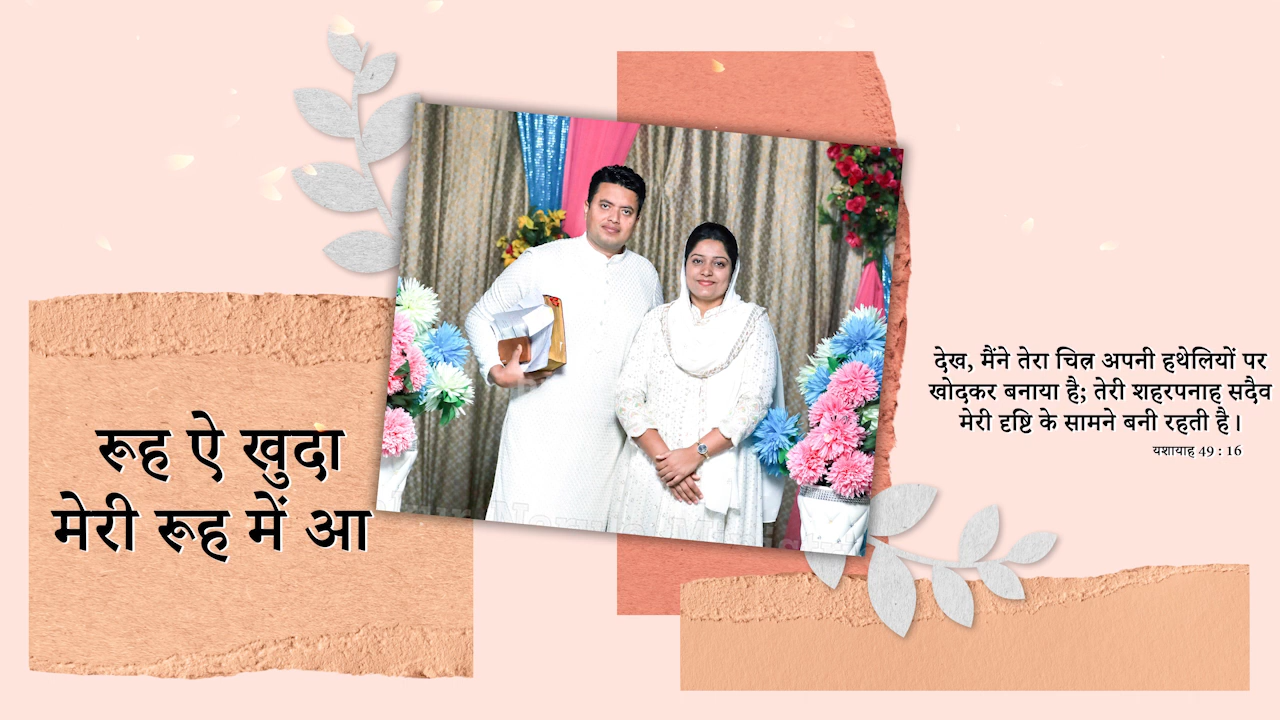 रूह ऐ खुदा
मेरी रूह में आ
देख, मैंने तेरा चित्र अपनी हथेलियों पर
खोदकर बनाया है; तेरी शहरपनाह सदैव
मेरी दृष्टि के सामने बनी रहती है।
यशायाह 49 : 16